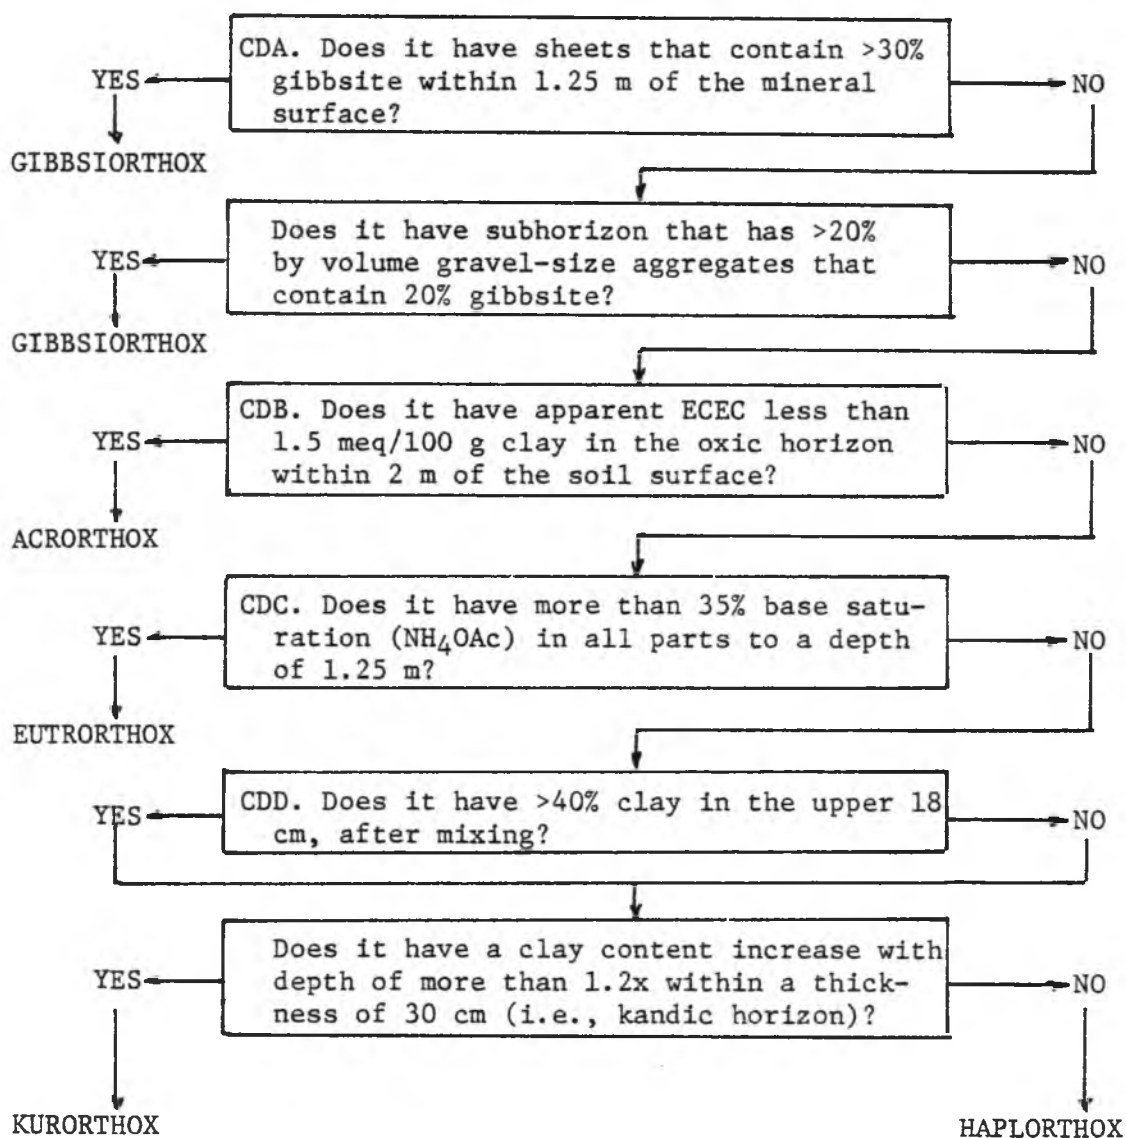 CDA. Does it have sheets that contain >30%
gibbsite within 1.25 m of the mineral
surface?
YES
NO
GIBBSIORTHOX
Does it have subhorizon that has >20%
by volume gravel-size aggregates that
contain 20% gibbsite?
YES
NO
GIBBSIORTHOX
CDB. Does it have apparent ECEC less than
1.5 meq/100 g clay in the oxic horizon
within 2 m of the soil surface?
YES
NO
ACRORTHOX
CDC. Does it have more than 35% base satu-
ration (NH₄OAc) in all parts to a depth
of 1.25 m?
YES
NO
EUTRORTHOX
CDD. Does it have >40% clay in the upper 18
cm, after mixing?
YES
NO
Does it have a clay content increase with
depth of more than 1.2x within a thick-
ness of 30 cm (i.e., kandic horizon)?
YES
NO
KURORTHOX
HAPLORTHOX